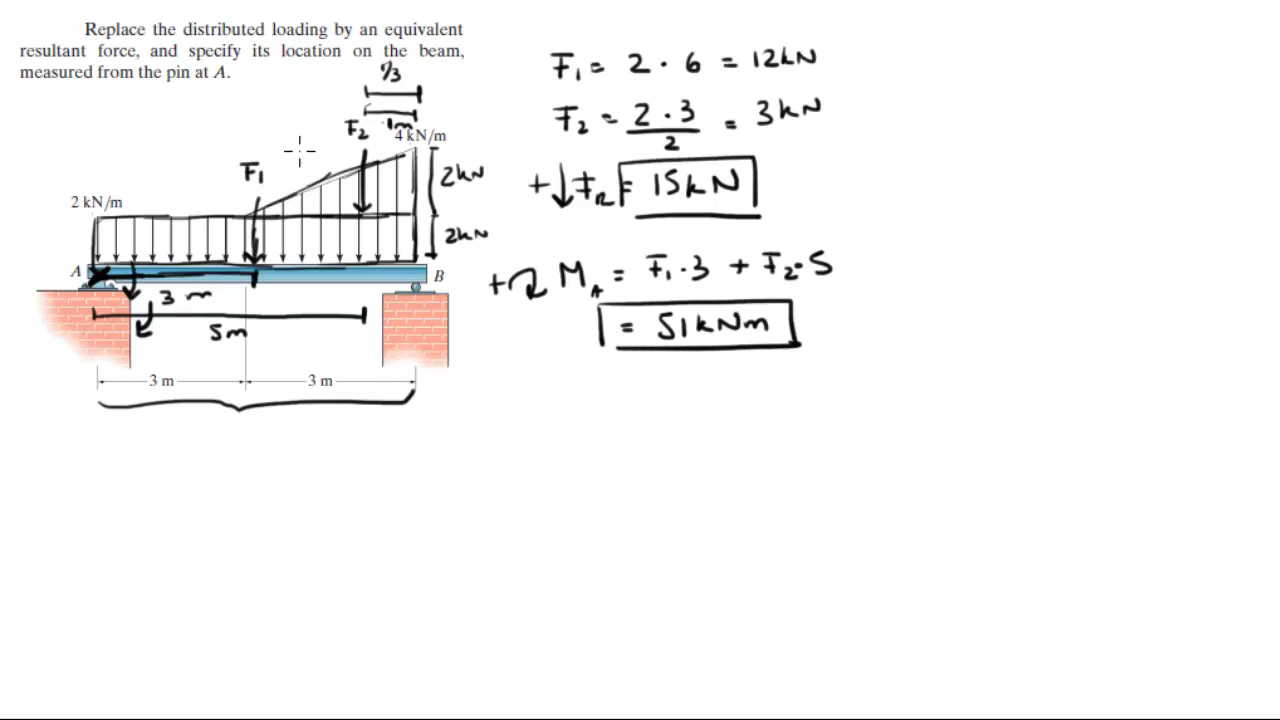 Replace the distributed loading by an equivalent
resultant force, and specify its location on the beam,
measured from the pin at A.
1/3
1m
F2
4 kN/m
F1
2 kN/m
2kN
2kN
A
B
3 m
5m
3 m
3 m
F1 = 2 · 6 = 12kN
F2 = 2 · 3 / 2 = 3kN
+↓FR = 15kN
+↻ MA = F1·3 + F2·5
= 51kNm